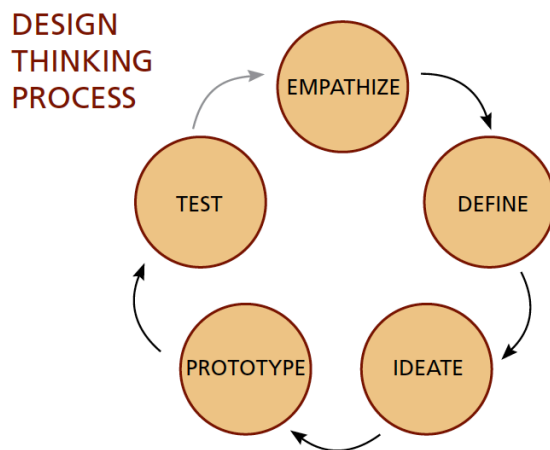 DESIGN
THINKING
PROCESS
EMPATHIZE
DEFINE
IDEATE
PROTOTYPE
TEST